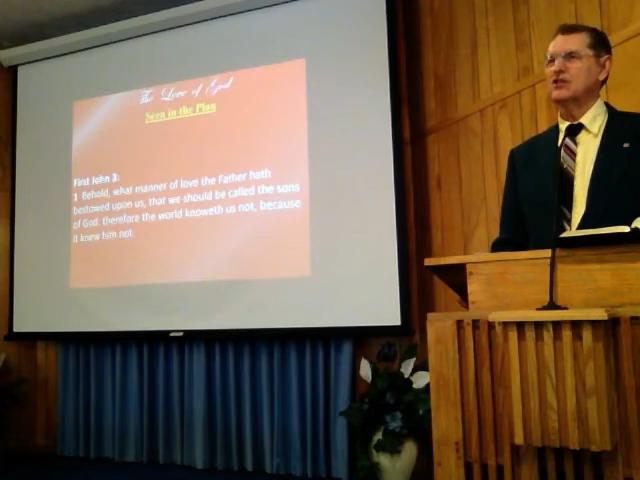 The Love of God
Seen in the Plan
First John 3:
1 Behold, what manner of love the Father hath
bestowed upon us, that we should be called the sons
of God: therefore the world knoweth us not, because
it knew him not.